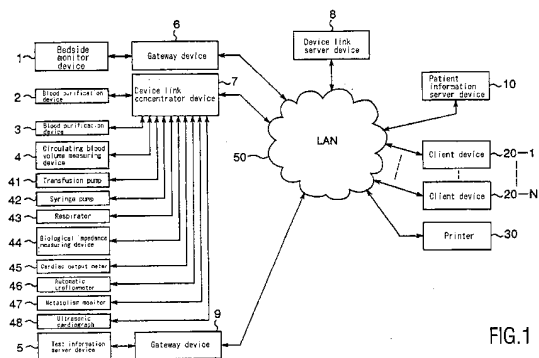 6
8
1
Bedside
monitor
device
Gateway device
Device link
server device
7
2
Blood purification
device
Device link
concentrator device
Patient
information
server device
10
3
Blood purification
device
4
Circulating blood
volume measuring
device
LAN
50
Client device
20-1
41
Transfusion pump
42
Syringe pump
Client device
20-N
43
Respirator
44
Biological impedance
measuring device
Printer
30
45
Cardiac output meter
46
Automatic
47
Metabolism monitor
48
Ultrasonic
cardiograph
9
5
Test information
server device
Gateway device
FIG.1